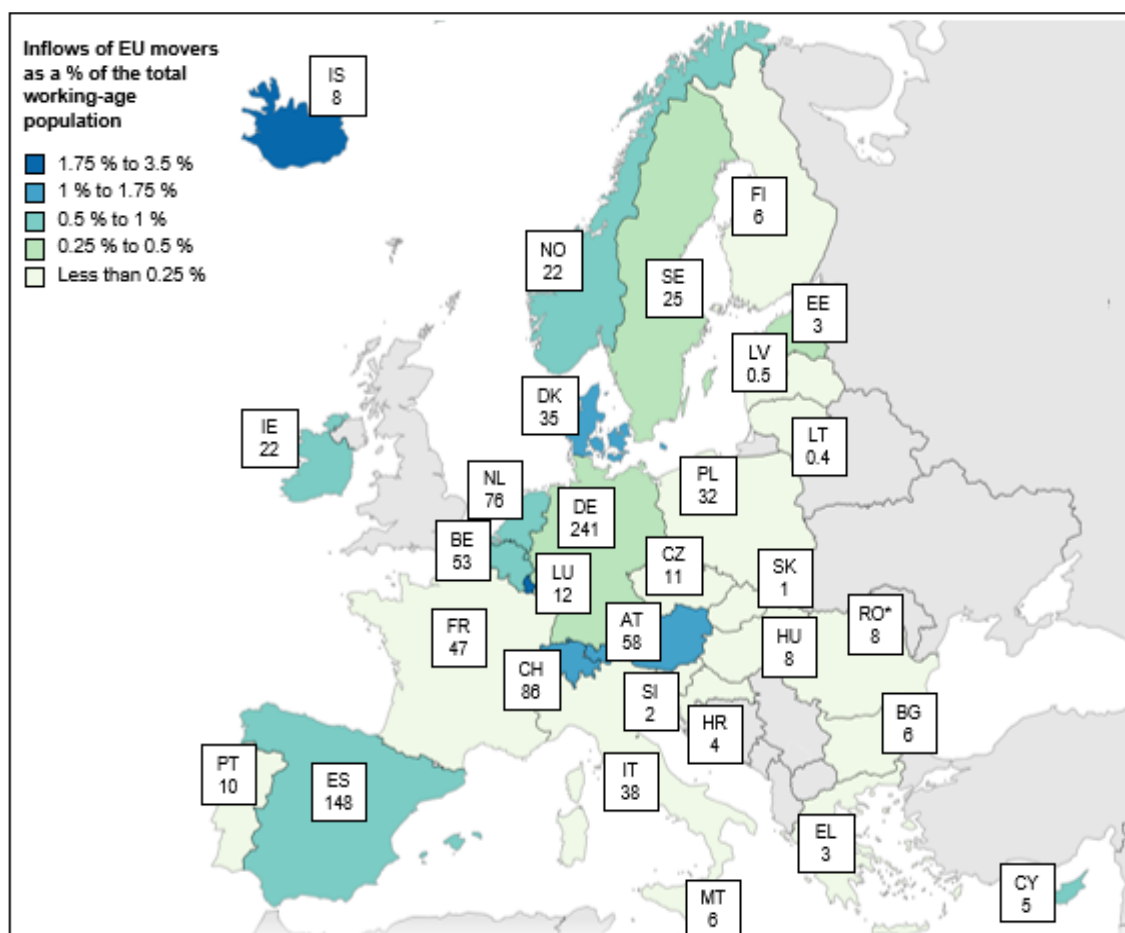 Inflows of EU movers
as a % of the total
working-age
population
1.75 % to 3.5 %
1 % to 1.75 %
0.5 % to 1 %
0.25 % to 0.5 %
Less than 0.25 %
IS
8
FI
6
NO
22
SE
25
EE
3
LV
0.5
DK
35
LT
0.4
IE
22
NL
76
PL
32
DE
241
BE
53
CZ
11
LU
12
SK
1
RO*
8
FR
47
AT
58
HU
8
CH
86
SI
2
HR
4
BG
6
PT
10
ES
148
IT
38
EL
3
MT
6
CY
5